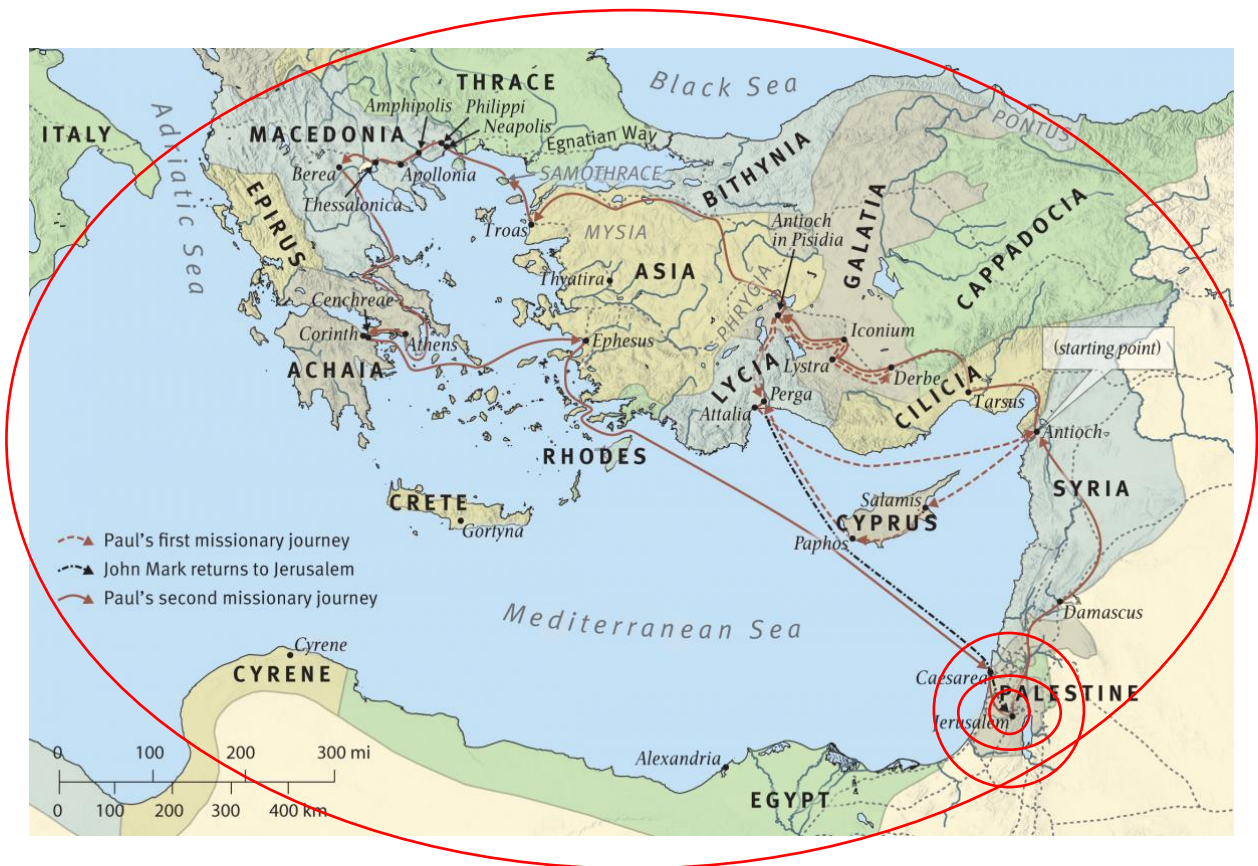 Black Sea
THRACE
Amphipolis
Philippi
Neapolis
MACEDONIA
ITALY
Adriatic Sea
Egnatian Way
PONTUS
Berea
Apollonia
SAMOTHRACE
BITHYNIA
Thessalonica
EPIRUS
Troas
MYSIA
Antioch
in Pisidia
GALATIA
CAPPADOCIA
Thyatira
ASIA
PHRYGIA
Cenchreae
Corinth
Athens
Ephesus
Iconium
(starting point)
ACHAIA
Lystra
Derbe
LYCIA
Perga
Attalia
CILICIA
Tarsus
Antioch
RHODES
SYRIA
CRETE
Gortyna
Salamis
CYPRUS
Paphos
Paul's first missionary journey
John Mark returns to Jerusalem
Paul's second missionary journey
Mediterranean Sea
Damascus
Cyrene
CYRENE
Caesarea
PALESTINE
Jerusalem
0 100 200 300 mi
0 100 200 300 400 km
Alexandria
EGYPT